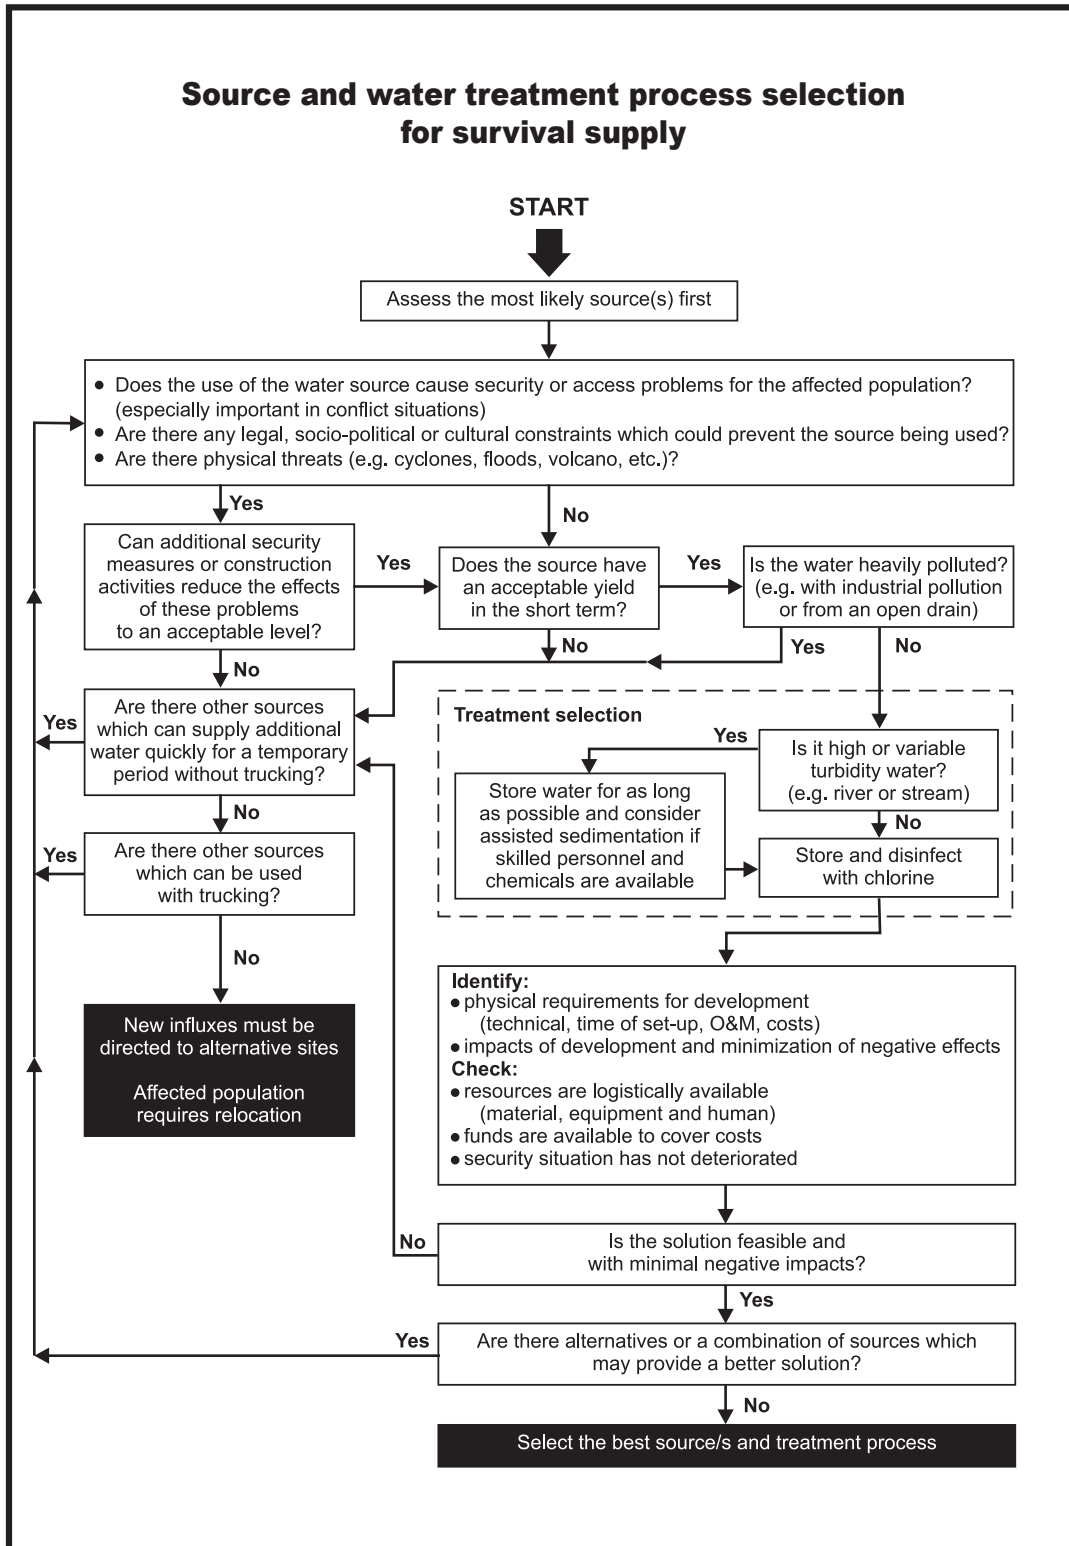 Source and water treatment process selection
for survival supply
START
Assess the most likely source(s) first
• Does the use of the water source cause security or access problems for the affected population?
(especially important in conflict situations)
• Are there any legal, socio-political or cultural constraints which could prevent the source being used?
• Are there physical threats (e.g. cyclones, floods, volcano, etc.)?
Yes
No
Can additional security
measures or construction
activities reduce the effects
of these problems
to an acceptable level?
Yes
Does the source have
an acceptable yield
in the short term?
Yes
Is the water heavily polluted?
(e.g. with industrial pollution
or from an open drain)
No
No
Yes
No
Are there other sources
which can supply additional
water quickly for a temporary
period without trucking?
Yes
Treatment selection
Yes
Is it high or variable
turbidity water?
(e.g. river or stream)
Store water for as long
as possible and consider
assisted sedimentation if
skilled personnel and
chemicals are available
No
Store and disinfect
with chlorine
No
Yes
Are there other sources
which can be used
with trucking?
No
New influxes must be
directed to alternative sites
Affected population
requires relocation
Identify:
• physical requirements for development
(technical, time of set-up, O&M, costs)
• impacts of development and minimization of negative effects
Check:
• resources are logistically available
(material, equipment and human)
• funds are available to cover costs
• security situation has not deteriorated
No
Is the solution feasible and
with minimal negative impacts?
Yes
Yes
Are there alternatives or a combination of sources which
may provide a better solution?
No
Select the best source/s and treatment process